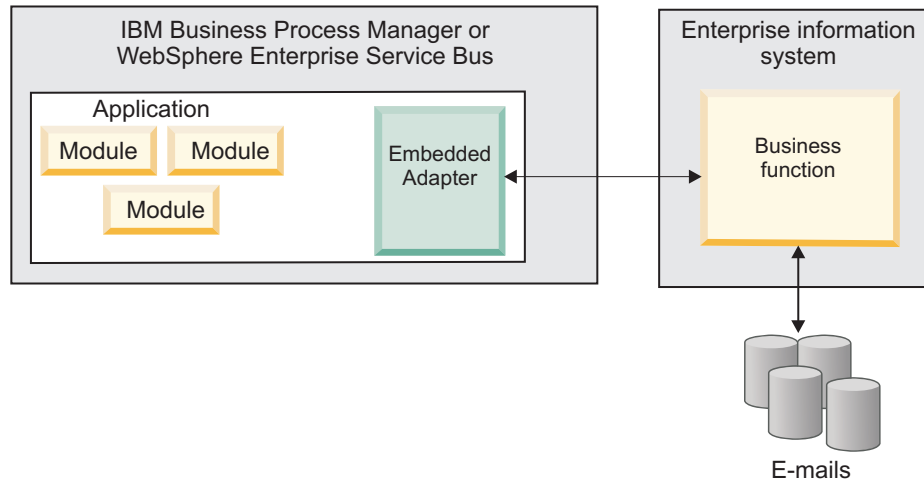 IBM Business Process Manager or
WebSphere Enterprise Service Bus
Application
Module
Module
Module
Embedded
Adapter
Enterprise information
system
Business
function
E-mails